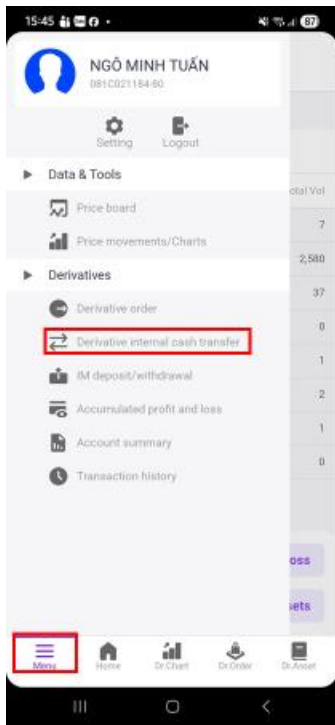 15:45
87
NGÔ MINH TUẤN
081C021184-80
Setting Logout
Data & Tools
Price board
Price movements/Charts
Derivatives
Derivative order
Derivative internal cash transfer
IM deposit/withdrawal
Accumulated profit and loss
Account summary
Transaction history
otal Vol
7
2,580
37
0
1
2
1
0
oss
sets
Menu Home Dr.Chart Dr.Order Dr.Asset